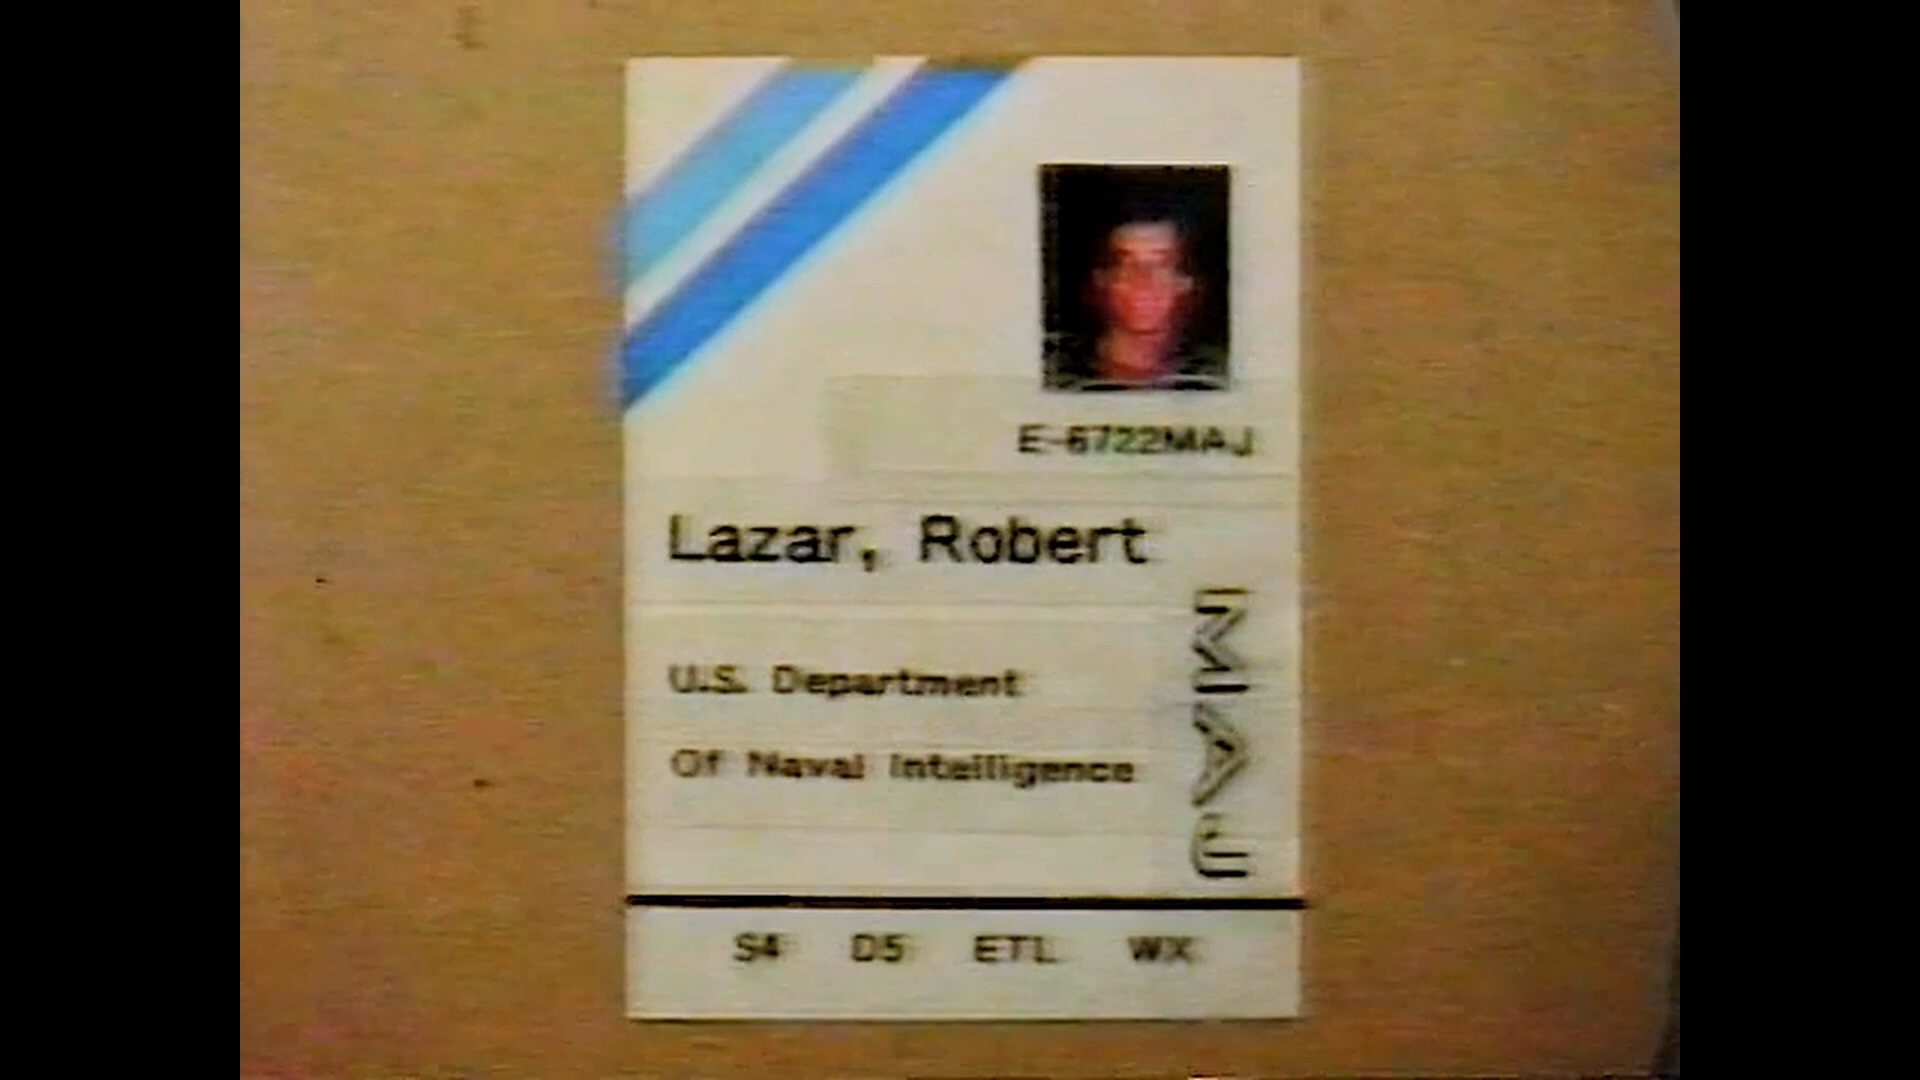 E-6722MAJ
Lazar, Robert
MAJ
U.S. Department
Of Naval Intelligence
S4 D5 ETL WX